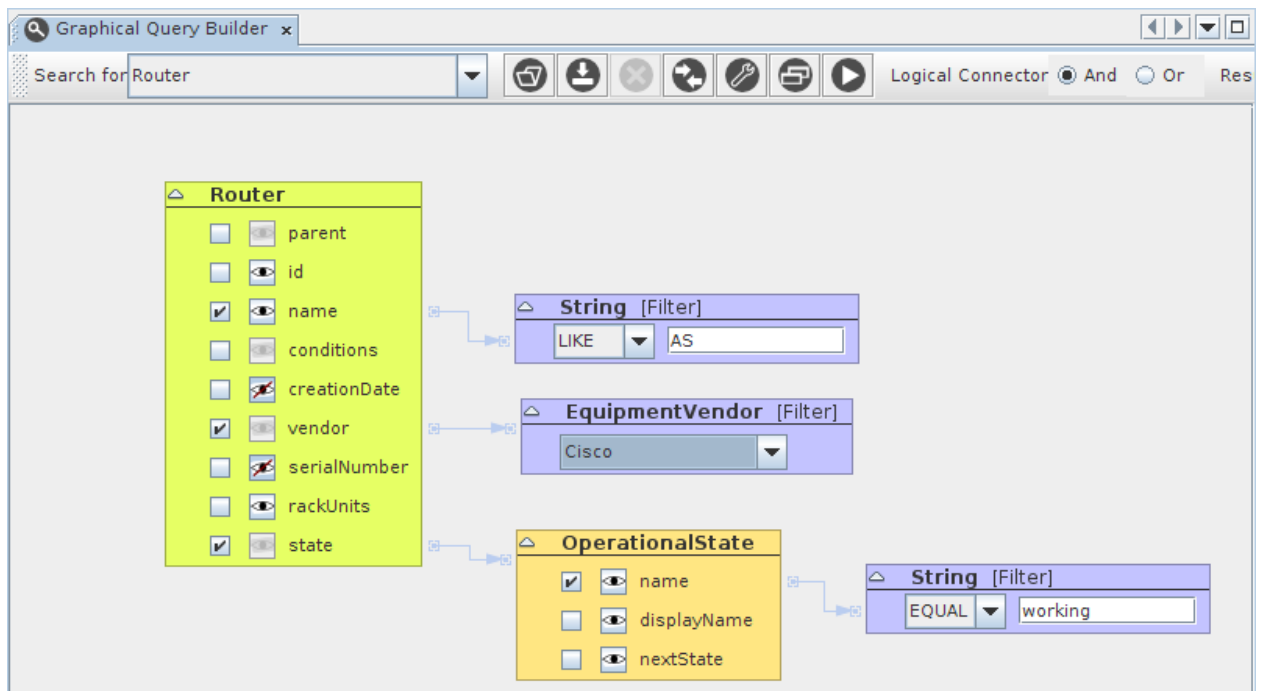 Graphical Query Builder x
Search for Router Logical Connector And Or Res
Router
parent
id
name
conditions
creationDate
vendor
serialNumber
rackUnits
state
String [Filter]
LIKE AS
EquipmentVendor [Filter]
Cisco
OperationalState
name
displayName
nextState
String [Filter]
EQUAL working